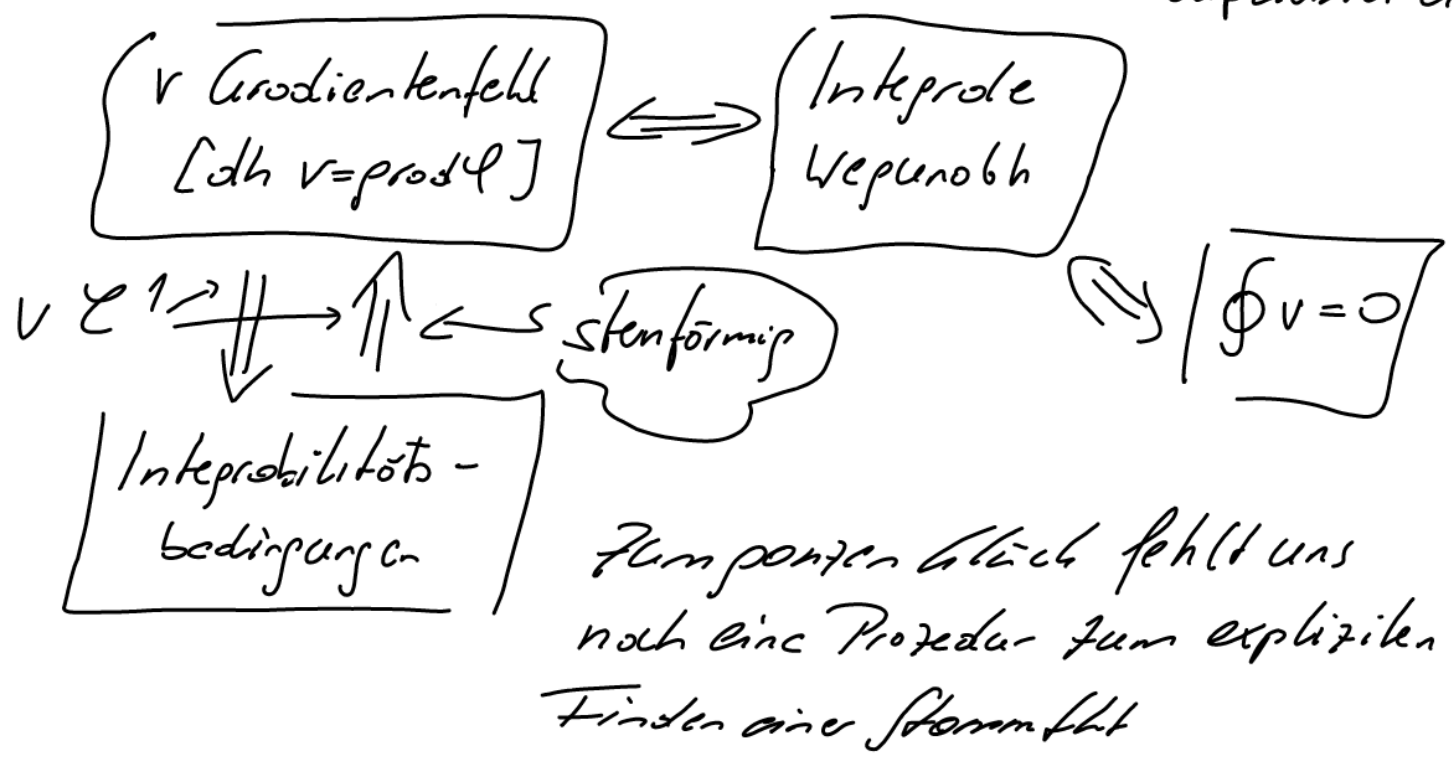 v Gradientenfeld
[dh v=grad φ]
⇔
Integrale
Wegunabh
v C¹
sternförmig
∮ v = 0
Integrabilitäts-
bedingungen
Zum ganzen Glück fehlt uns
noch eine Prozedur zum expliziten
Finden einer Stammfkt